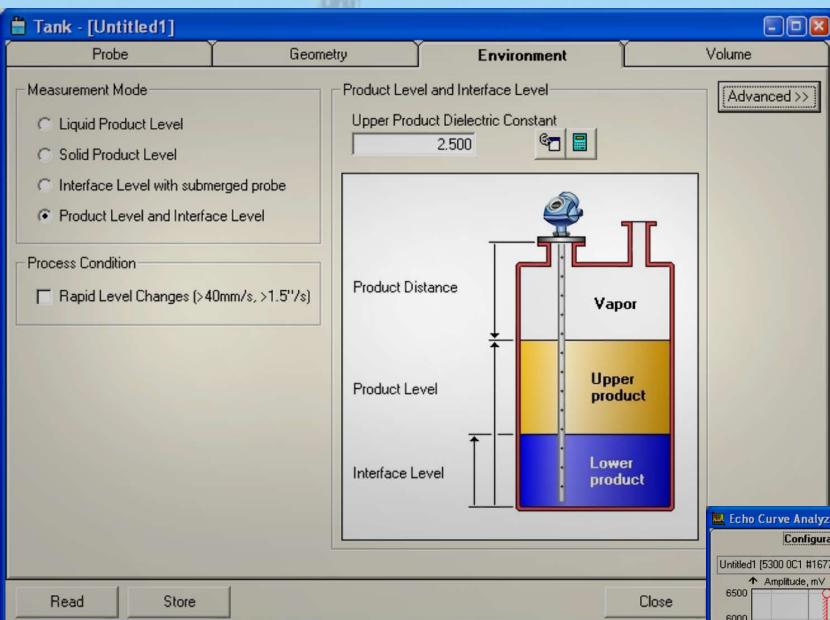 Tank - [Untitled1]
Probe
Geometry
Environment
Volume
Measurement Mode
Liquid Product Level
Solid Product Level
Interface Level with submerged probe
Product Level and Interface Level
Process Condition
Rapid Level Changes (>40mm/s, >1.5"/s)
Product Level and Interface Level
Upper Product Dielectric Constant
2.500
Advanced >>
Product Distance
Vapor
Product Level
Upper
product
Interface Level
Lower
product
Read
Store
Close
Echo Curve Analyz
Configura
Untitled1 [5300 0C1 #1677
Amplitude, mV
6500
6000